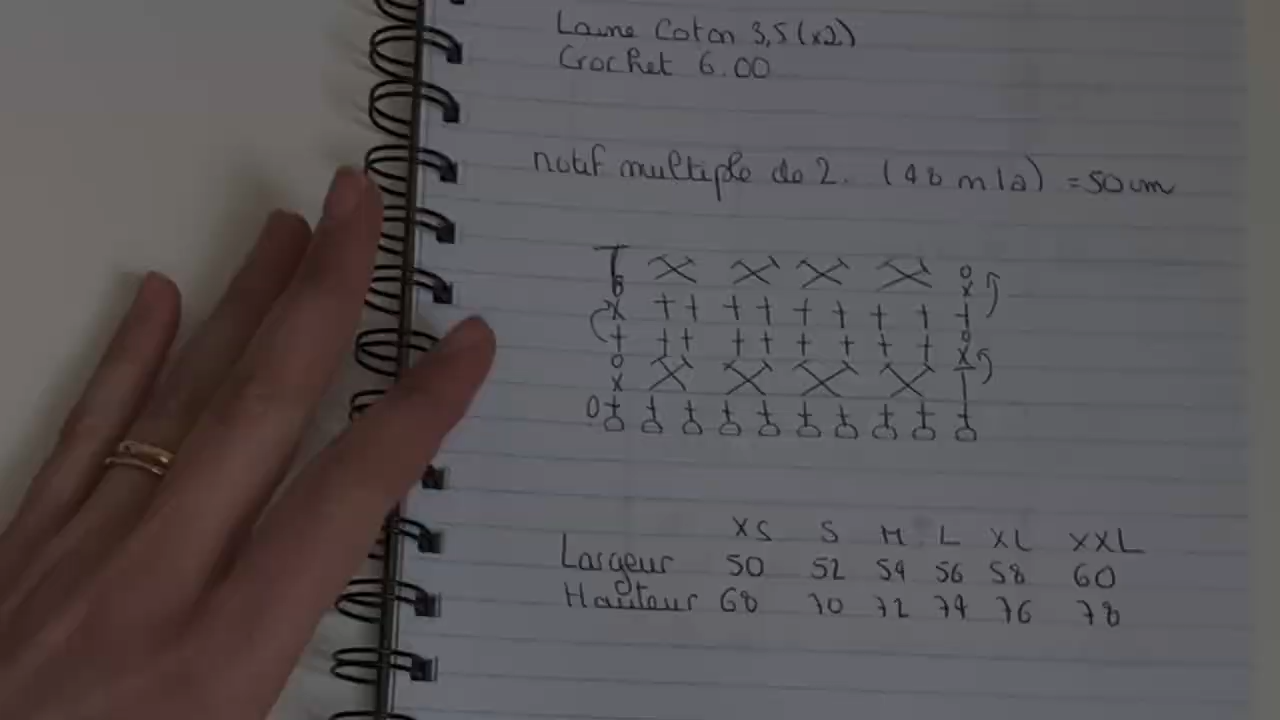 Laine Coton 3,5 (x2)
Crochet 6.00
motif multiple de 2. (48 m la) = 50 cm
XS S M L XL XXL
Largeur 50 52 54 56 58 60
Hauteur 68 70 72 74 76 78